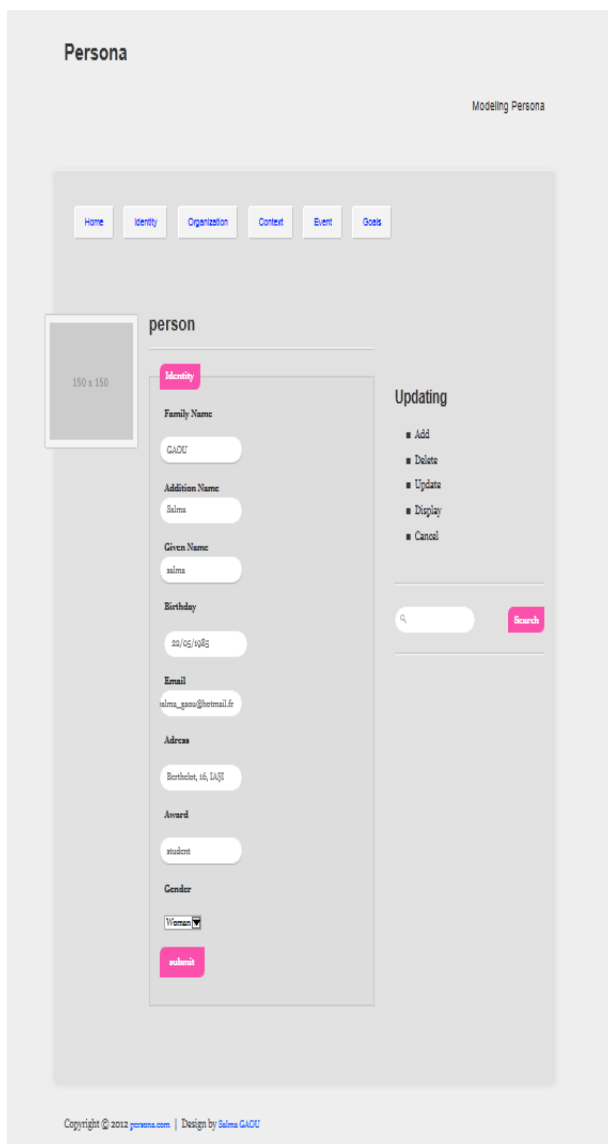 Persona
Modeling Persona
Home Identity Organization Context Event Goals
150 x 150
person
Identity
Family Name
GAOU
Addition Name
Salma
Given Name
salma
Birthday
22/05/1985
Email
alma_gaou@hotmail.fr
Adress
Berthelot, 16, IASI
Award
student
Gender
Woman
submit
Updating
Add
Delete
Update
Display
Cancel
Search
Copyright © 2012 persona.com | Design by Salma GAOU